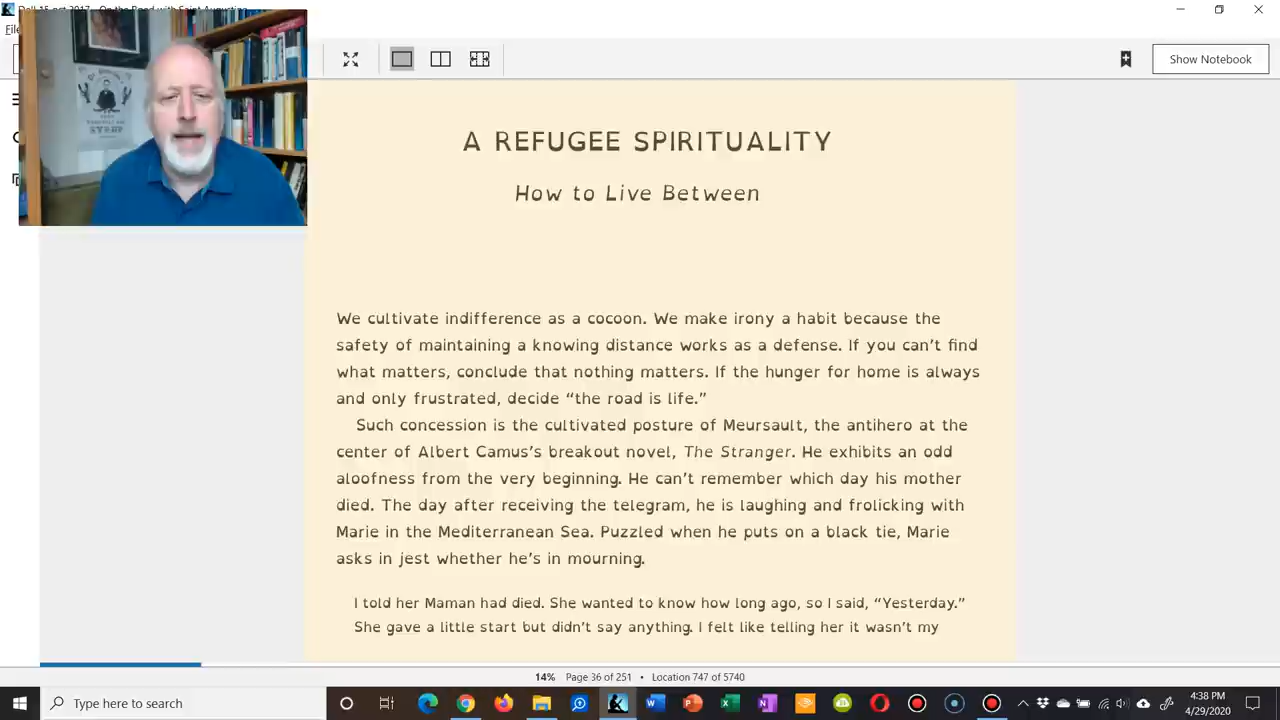 On the Road with Saint Augustine
Show Notebook
A REFUGEE SPIRITUALITY
How to Live Between
We cultivate indifference as a cocoon. We make irony a habit because the
safety of maintaining a knowing distance works as a defense. If you can’t find
what matters, conclude that nothing matters. If the hunger for home is always
and only frustrated, decide “the road is life.”
Such concession is the cultivated posture of Meursault, the antihero at the
center of Albert Camus’s breakout novel, The Stranger. He exhibits an odd
aloofness from the very beginning. He can’t remember which day his mother
died. The day after receiving the telegram, he is laughing and frolicking with
Marie in the Mediterranean Sea. Puzzled when he puts on a black tie, Marie
asks in jest whether he’s in mourning.
I told her Maman had died. She wanted to know how long ago, so I said, “Yesterday.”
She gave a little start but didn’t say anything. I felt like telling her it wasn’t my
14% Page 36 of 251 • Location 747 of 5740
Type here to search
4:38 PM
4/29/2020